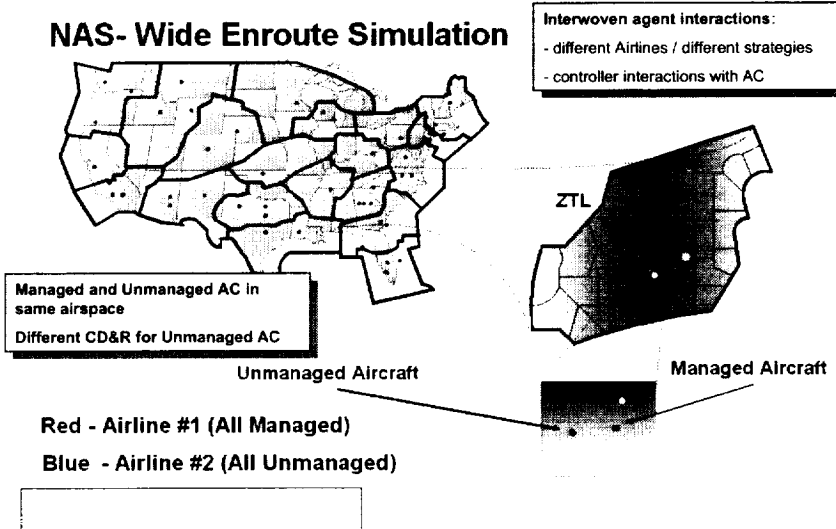 NAS- Wide Enroute Simulation
Interwoven agent interactions:
- different Airlines / different strategies
- controller interactions with AC
ZTL
Managed and Unmanaged AC in
same airspace
Different CD&R for Unmanaged AC
Unmanaged Aircraft
Managed Aircraft
Red - Airline #1 (All Managed)
Blue - Airline #2 (All Unmanaged)